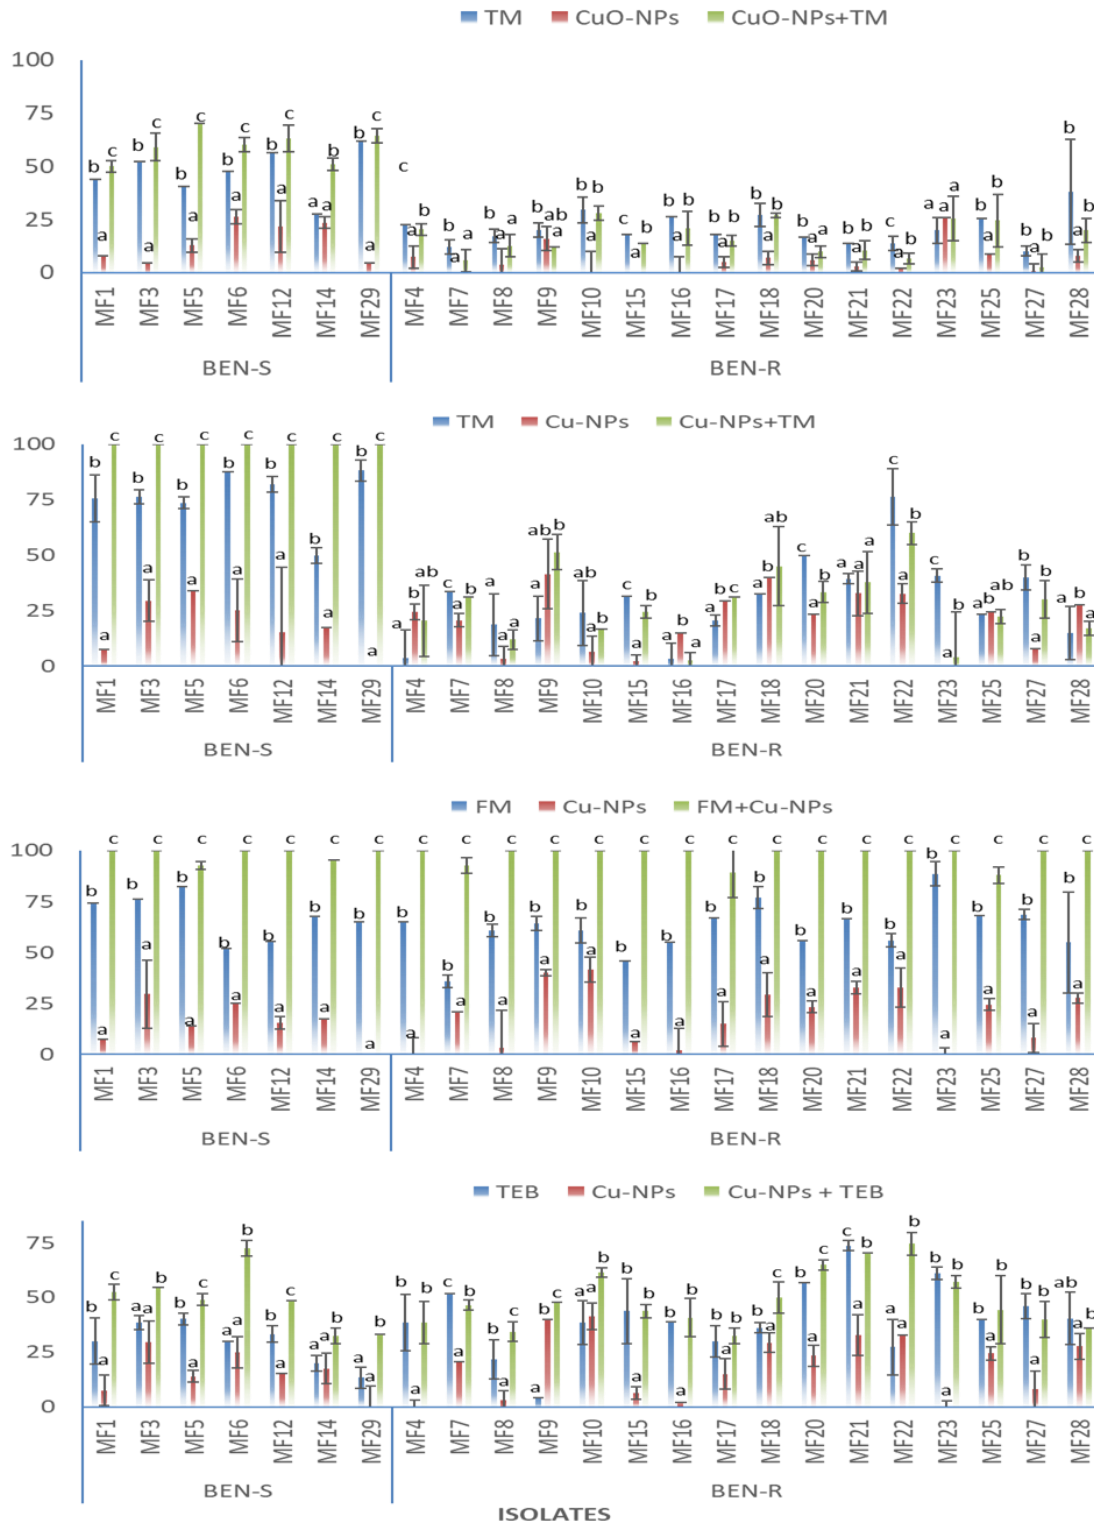 TM CuO-NPs CuO-NPs+TM
100
75
50
25
0
b a c b a c b a c b a c b a c b a c b a c c a b b a a b a a b a ab b a b c a b b a b b a b b a b b a a b a b c a b a a a b a b b a b b a b
MF1 MF3 MF5 MF6 MF12 MF14 MF29 MF4 MF7 MF8 MF9 MF10 MF15 MF16 MF17 MF18 MF20 MF21 MF22 MF23 MF25 MF27 MF28
BEN-S BEN-R
TM Cu-NPs Cu-NPs+TM
100
75
50
25
0
b a c b a c b a c b a c b a c b a c b a c a b ab c a b a a a a ab b ab a b c a b a b a a b c a b ab c a b a a a c a b c a a a b ab b a b a b a
MF1 MF3 MF5 MF6 MF12 MF14 MF29 MF4 MF7 MF8 MF9 MF10 MF15 MF16 MF17 MF18 MF20 MF21 MF22 MF23 MF25 MF27 MF28
BEN-S BEN-R
FM Cu-NPs FM+Cu-NPs
100
75
50
25
0
b a c b a c b a c b a c b a c b a c b a c b a c b a c b a c b a c b a c b a c b a c b a c b a c b a c b a c b a c b a c b a c b a c b a c
MF1 MF3 MF5 MF6 MF12 MF14 MF29 MF4 MF7 MF8 MF9 MF10 MF15 MF16 MF17 MF18 MF20 MF21 MF22 MF23 MF25 MF27 MF28
BEN-S BEN-R
TEB Cu-NPs Cu-NPs + TEB
75
50
25
0
b a c a a b b a c a a b b a c a a b a a b b a b c a b b a c a b b a a b b a b b a b b a b b a c b a c c a b a a b b a b b a b b a b ab a b
MF1 MF3 MF5 MF6 MF12 MF14 MF29 MF4 MF7 MF8 MF9 MF10 MF15 MF16 MF17 MF18 MF20 MF21 MF22 MF23 MF25 MF27 MF28
BEN-S BEN-R
ISOLATES